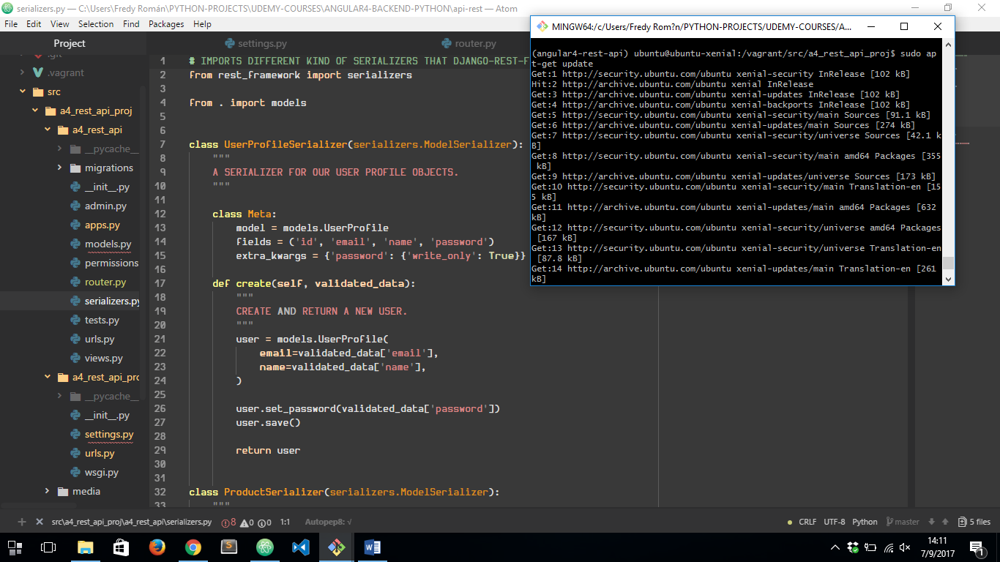 serializers.py — C:\Users\Fredy Román\PYTHON-PROJECTS\UDEMY-COURSES\ANGULAR4-BACKEND-PYTHON\api-rest — Atom
File Edit View Selection Find Packages Help
Project
.git
.vagrant
src
a4_rest_api_proj
a4_rest_api
__pycache__
migrations
__init__.py
admin.py
apps.py
models.py
permissions
router.py
serializers.py
tests.py
urls.py
views.py
a4_rest_api_prc
__pycache__
__init__.py
settings.py
urls.py
wsgi.py
media
settings.py
router.py
1 # IMPORTS DIFFERENT KIND OF SERIALIZERS THAT DJANGO-REST-F
2 from rest_framework import serializers
3
4 from . import models
5
6
7 class UserProfileSerializer(serializers.ModelSerializer):
8 """
9 A SERIALIZER FOR OUR USER PROFILE OBJECTS.
10 """
11
12 class Meta:
13 model = models.UserProfile
14 fields = ('id', 'email', 'name', 'password')
15 extra_kwargs = {'password': {'write_only': True}}
16
17 def create(self, validated_data):
18 """
19 CREATE AND RETURN A NEW USER.
20 """
21 user = models.UserProfile(
22 email=validated_data['email'],
23 name=validated_data['name'],
24 )
25
26 user.set_password(validated_data['password'])
27 user.save()
28
29 return user
30
31
32 class ProductSerializer(serializers.ModelSerializer):
33 """
MINGW64:/c/Users/Fredy Rom?n/PYTHON-PROJECTS/UDEMY-COURSES/A...
(angular4-rest-api) ubuntu@ubuntu-xenial:/vagrant/src/a4_rest_api_proj$ sudo ap
t-get update
Get:1 http://security.ubuntu.com/ubuntu xenial-security InRelease [102 kB]
Hit:2 http://archive.ubuntu.com/ubuntu xenial InRelease
Get:3 http://archive.ubuntu.com/ubuntu xenial-updates InRelease [102 kB]
Get:4 http://archive.ubuntu.com/ubuntu xenial-backports InRelease [102 kB]
Get:5 http://security.ubuntu.com/ubuntu xenial-security/main Sources [91.1 kB]
Get:6 http://archive.ubuntu.com/ubuntu xenial-updates/main Sources [274 kB]
Get:7 http://security.ubuntu.com/ubuntu xenial-security/universe Sources [42.1 k
B]
Get:8 http://security.ubuntu.com/ubuntu xenial-security/main amd64 Packages [355
kB]
Get:9 http://archive.ubuntu.com/ubuntu xenial-updates/universe Sources [173 kB]
Get:10 http://security.ubuntu.com/ubuntu xenial-security/main Translation-en [15
5 kB]
Get:11 http://archive.ubuntu.com/ubuntu xenial-updates/main amd64 Packages [632
kB]
Get:12 http://security.ubuntu.com/ubuntu xenial-security/universe amd64 Packages
[167 kB]
Get:13 http://security.ubuntu.com/ubuntu xenial-security/universe Translation-en
[87.8 kB]
Get:14 http://archive.ubuntu.com/ubuntu xenial-updates/main Translation-en [261
kB]
src\a4_rest_api_proj\a4_rest_api\serializers.py 8 0 0 1:1 Autopep8: √ CRLF UTF-8 Python master 5 files
14:11
7/9/2017
1